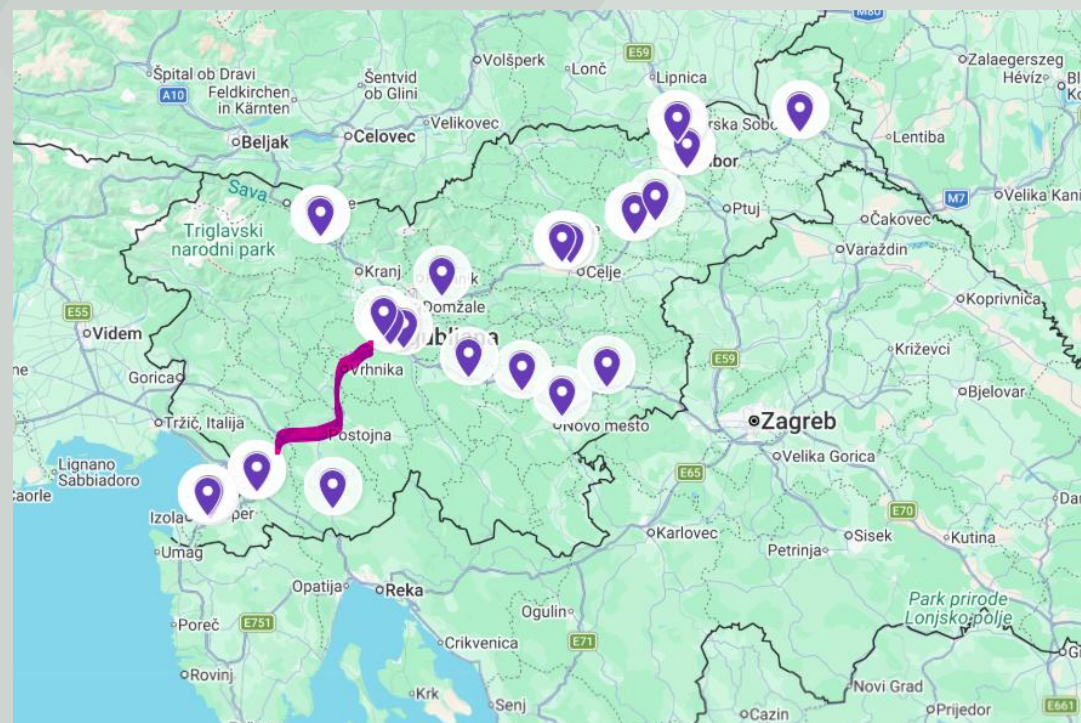 M80
Volšperk
E59
Lonč
Zalaegerszeg
Hévíz
Špital ob Dravi
Šentvid
ob Glini
Lipnica
A10
Feldkirchen
in Kärnten
Velikovec
Celovec
Beljak
Lentiba
Sava
M7
Velika Kani
Ptuj
Triglavski
narodni park
Čakovec
Varaždin
Kranj
Celje
Domžale
Koprivnica
E55
Videm
Ljubljana
Križevci
E59
Vrhnika
Gorica
Bjelovar
Tržič, Italija
Novo mesto
Zagreb
Postojna
Velika Gorica
Lignano
Sabbiadoro
E65
Caorle
E70
Izola
Karlovec
Sisek
Kutina
Umag
Petrinja
Opatija
Reka
Park prirode
Lonjsko polje
Ogulin
Poreč
E751
E71
Crikvenica
Rovinj
Novi Grad
Krk
Senj
E661
Cazin
Prijedor